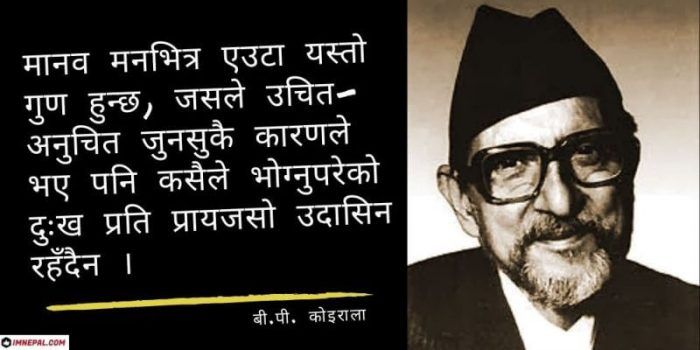 मानव मनभित्र एउटा यस्तो
गुण हुन्छ, जसले उचित-
अनुचित जुनसुकै कारणले
भए पनि कसैले भोग्नुपरेको
दुःख प्रति प्रायजसो उदासिन
रहँदैन ।
बी.पी. कोइराला
IMNEPAL.COM